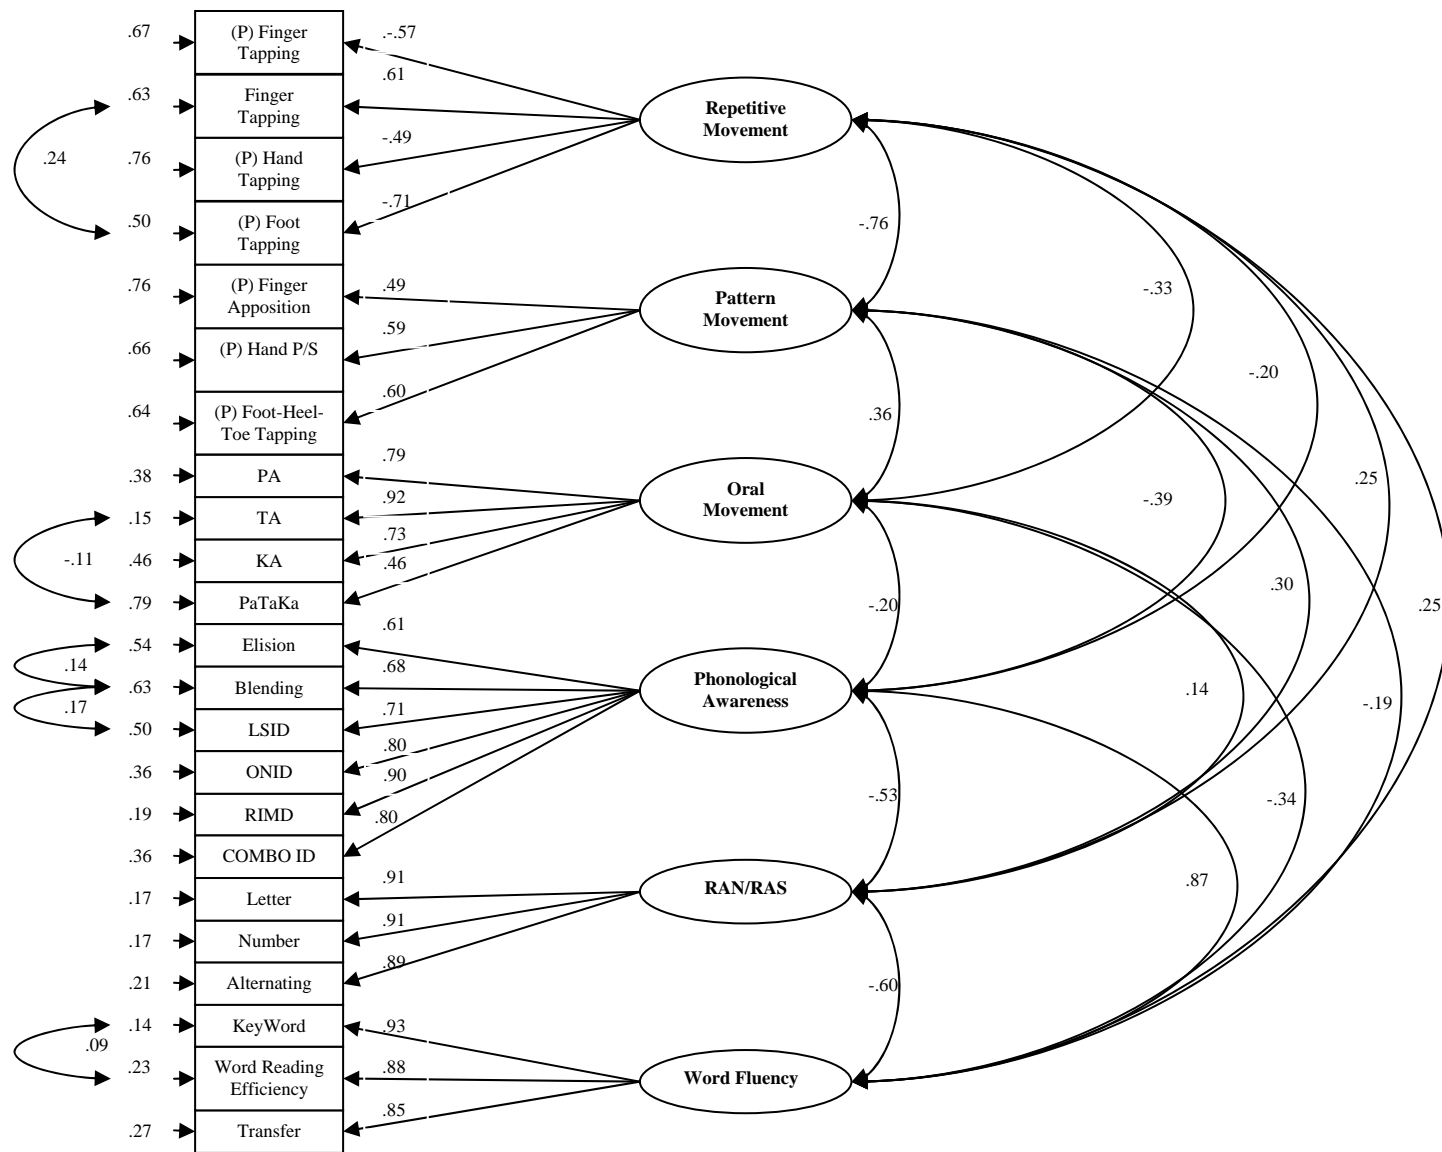 .67
(P) Finger
Tapping
.-.57
.63
Finger
Tapping
.61
Repetitive
Movement
.24
.76
(P) Hand
Tapping
-.49
.50
(P) Foot
Tapping
-.71
-.76
.76
(P) Finger
Apposition
.49
Pattern
Movement
-.33
.66
(P) Hand P/S
.59
-.20
.64
(P) Foot-Heel-
Toe Tapping
.60
.36
.38
PA
.79
Oral
Movement
.25
.15
TA
.92
-.39
-.11
.46
KA
.73
.79
PaTaKa
.46
-.20
.30
.25
.54
Elision
.61
.14
.63
Blending
.68
Phonological
Awareness
.14
-.19
.17
.50
LSID
.71
.36
ONID
.80
.19
RIMD
.90
-.53
-.34
.36
COMBO ID
.80
.17
Letter
.91
RAN/RAS
.87
.17
Number
.91
.21
Alternating
.89
-.60
.14
KeyWord
.93
.09
.23
Word Reading
Efficiency
.88
Word Fluency
.27
Transfer
.85